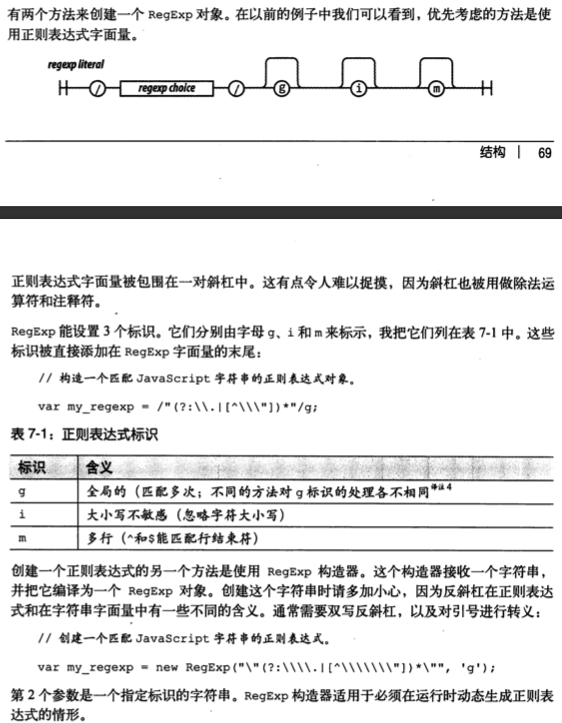 有两个方法来创建一个 RegExp 对象。在以前的例子中我们可以看到，优先考虑的方法是使
用正则表达式字面量。
regexp literal
/ regexp choice / g i m
结构 | 69
正则表达式字面量被包围在一对斜杠中。这有点令人难以捉摸，因为斜杠也被用做除法运
算符和注释符。
RegExp 能设置 3 个标识。它们分别由字母 g、i 和 m 来标示，我把它们列在表 7-1 中。这些
标识被直接添加在 RegExp 字面量的末尾：
// 构造一个匹配 JavaScript 字符串的正则表达式对象。
var my_regexp = /"(?:\\.|[^\\\"])*"/g;
表 7-1：正则表达式标识
标识 含义
g 全局的（匹配多次；不同的方法对 g 标识的处理各不相同译注4
i 大小写不敏感（忽略字符大小写）
m 多行（^和$能匹配行结束符）
创建一个正则表达式的另一个方法是使用 RegExp 构造器。这个构造器接收一个字符串，
并把它编译为一个 RegExp 对象。创建这个字符串时请多加小心，因为反斜杠在正则表达
式和在字符串字面量中有一些不同的含义。通常需要双写反斜杠，以及对引号进行转义：
// 创建一个匹配 JavaScript 字符串的正则表达式。
var my_regexp = new RegExp("\"(?:\\\\.|[^\\\\\\\"])*\"", 'g');
第 2 个参数是一个指定标识的字符串。RegExp 构造器适用于必须在运行时动态生成正则表
达式的情形。